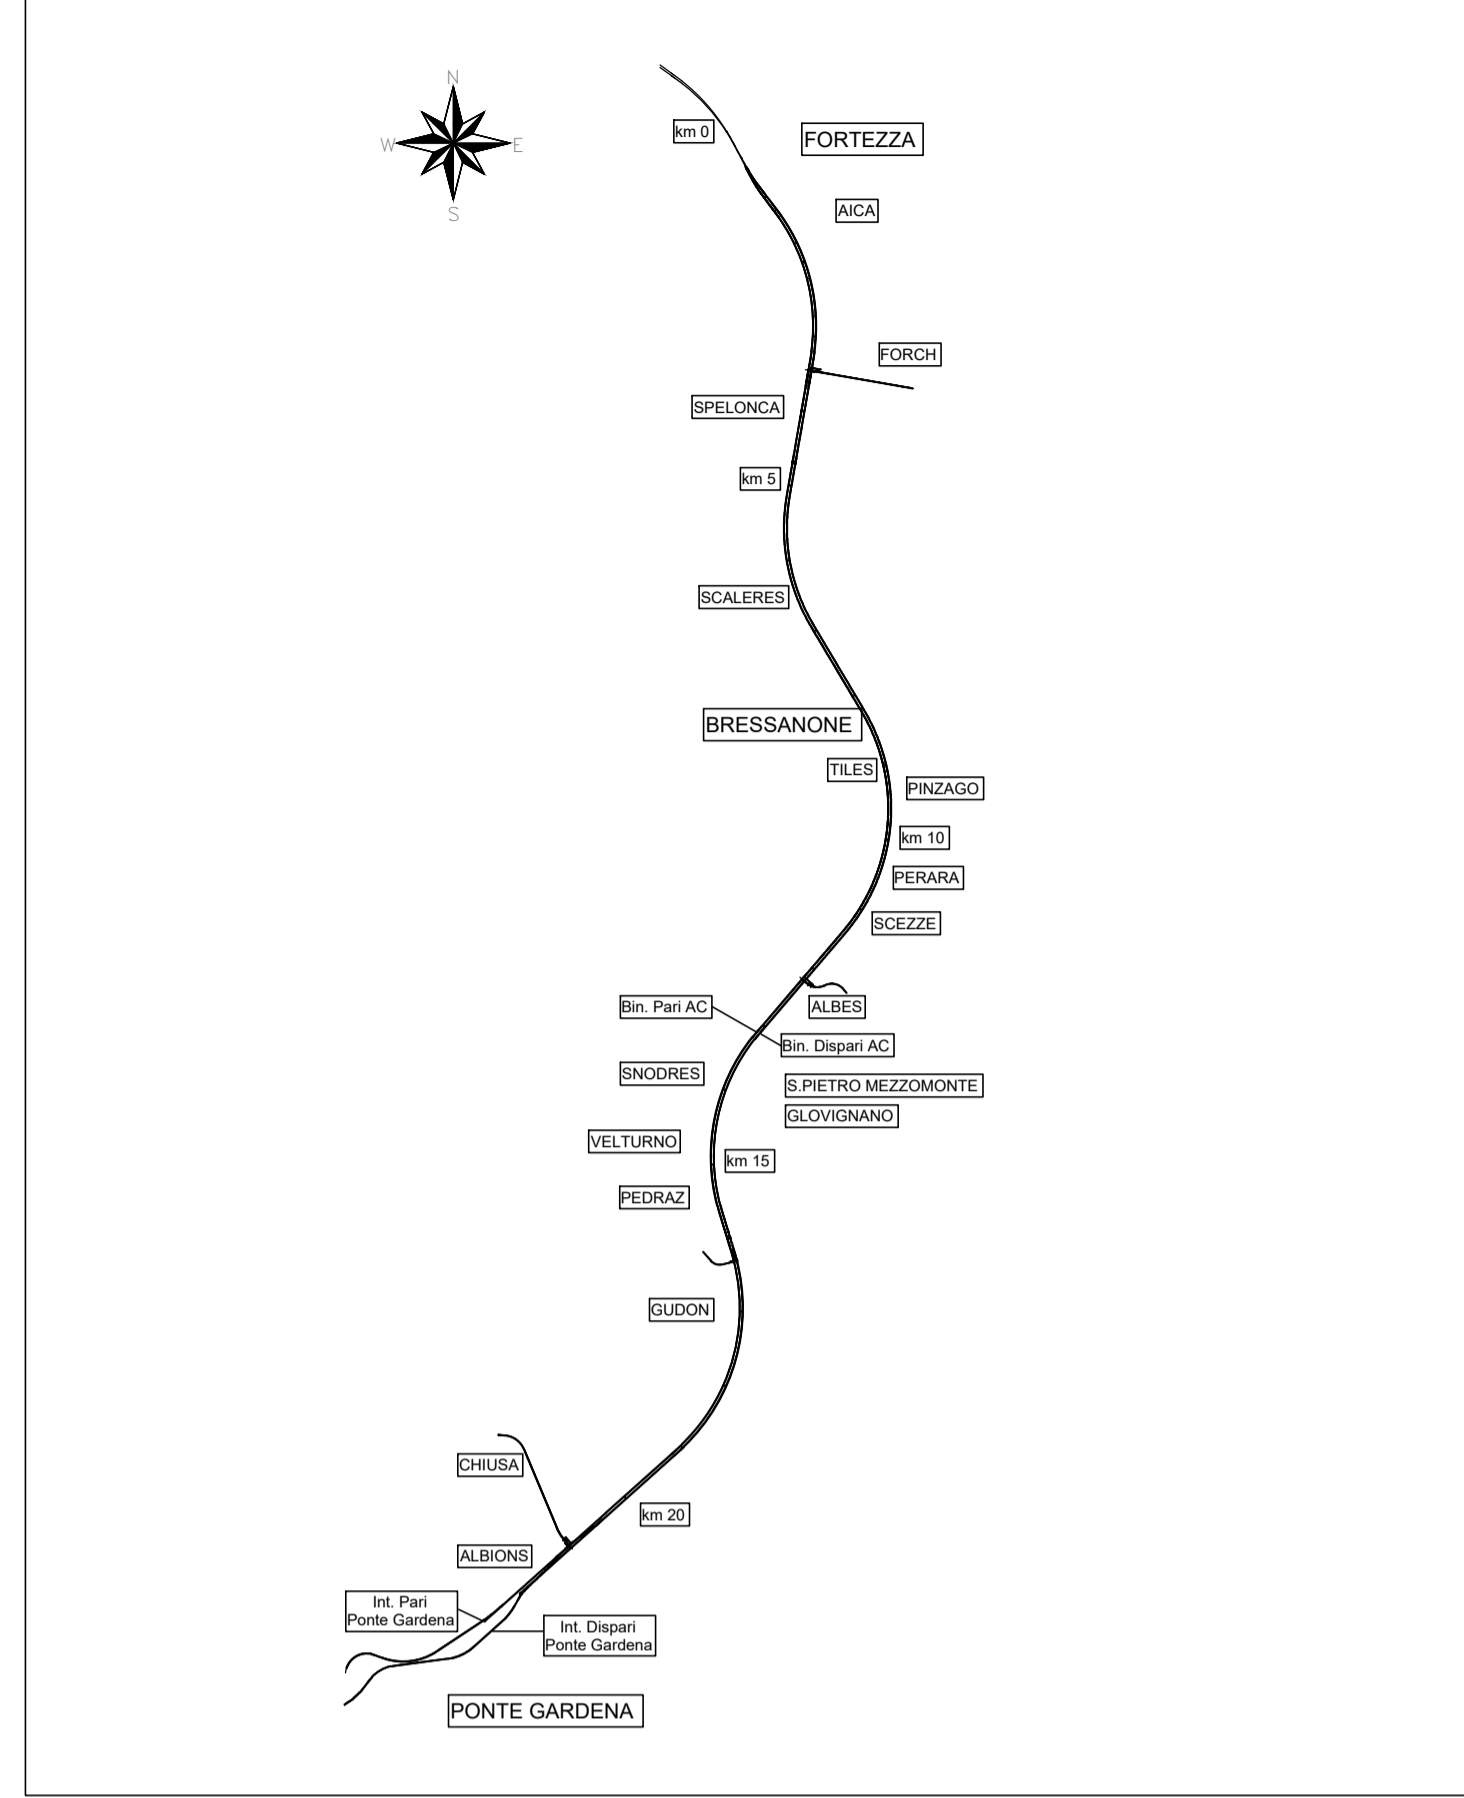 N
km 0
FORTEZZA
W
E
AICA
S
FORCH
SPELONCA
km 5
SCALERES
BRESSANONE
TILES
PINZAGO
km 10
PERARA
SCEZZE
Bin. Pari AC
ALBES
Bin. Dispari AC
SNODRES
S.PIETRO MEZZOMONTE
GLOVIGNANO
VELTURNO
km 15
PEDRAZ
GUDON
CHIUSA
km 20
ALBIONS
Int. Pari
Ponte Gardena
Int. Dispari
Ponte Gardena
PONTE GARDENA